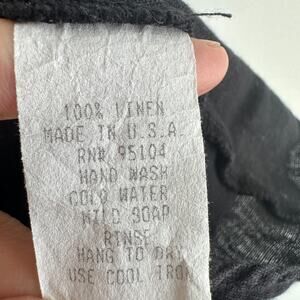 100% LINEN
MADE IN U.S.A.
RN# 95104
HAND WASH
COLD WATER
MILD SOAP
RINSE
HANG TO DRY
USE COOL IRON